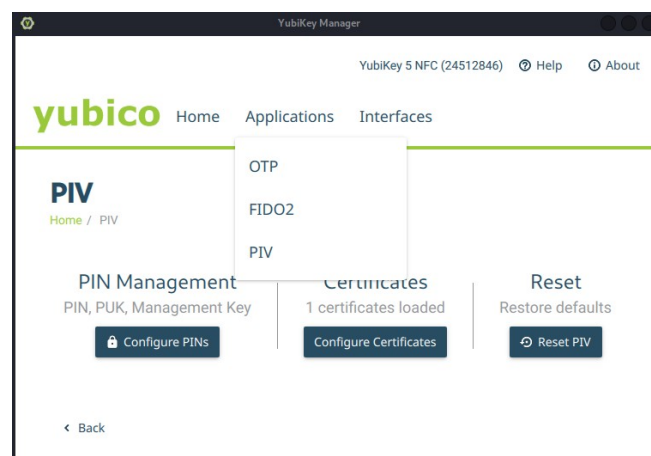 YubiKey Manager
YubiKey 5 NFC (24512846) Help About
yubico Home Applications Interfaces
OTP
FIDO2
PIV
PIV
Home / PIV
PIN Management
PIN, PUK, Management Key
Configure PINs
Certificates
1 certificates loaded
Configure Certificates
Reset
Restore defaults
Reset PIV
Back